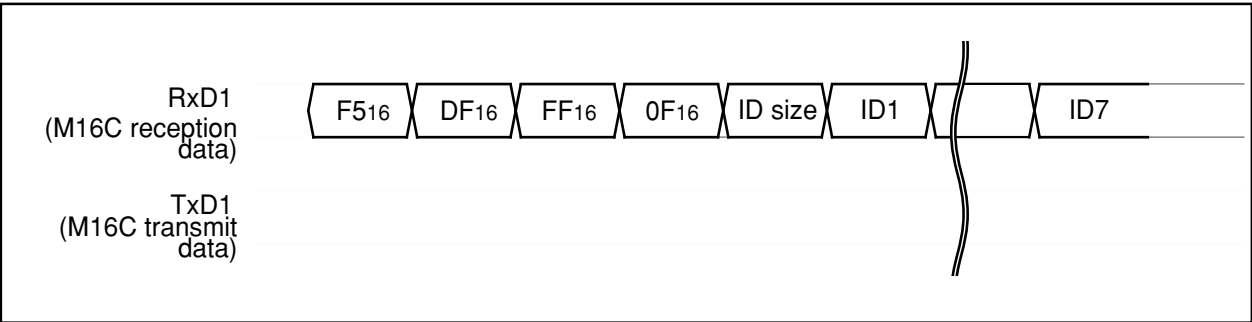 RxD1
(M16C reception
data)
F516 DF16 FF16 0F16 ID size ID1 ID7
TxD1
(M16C transmit
data)